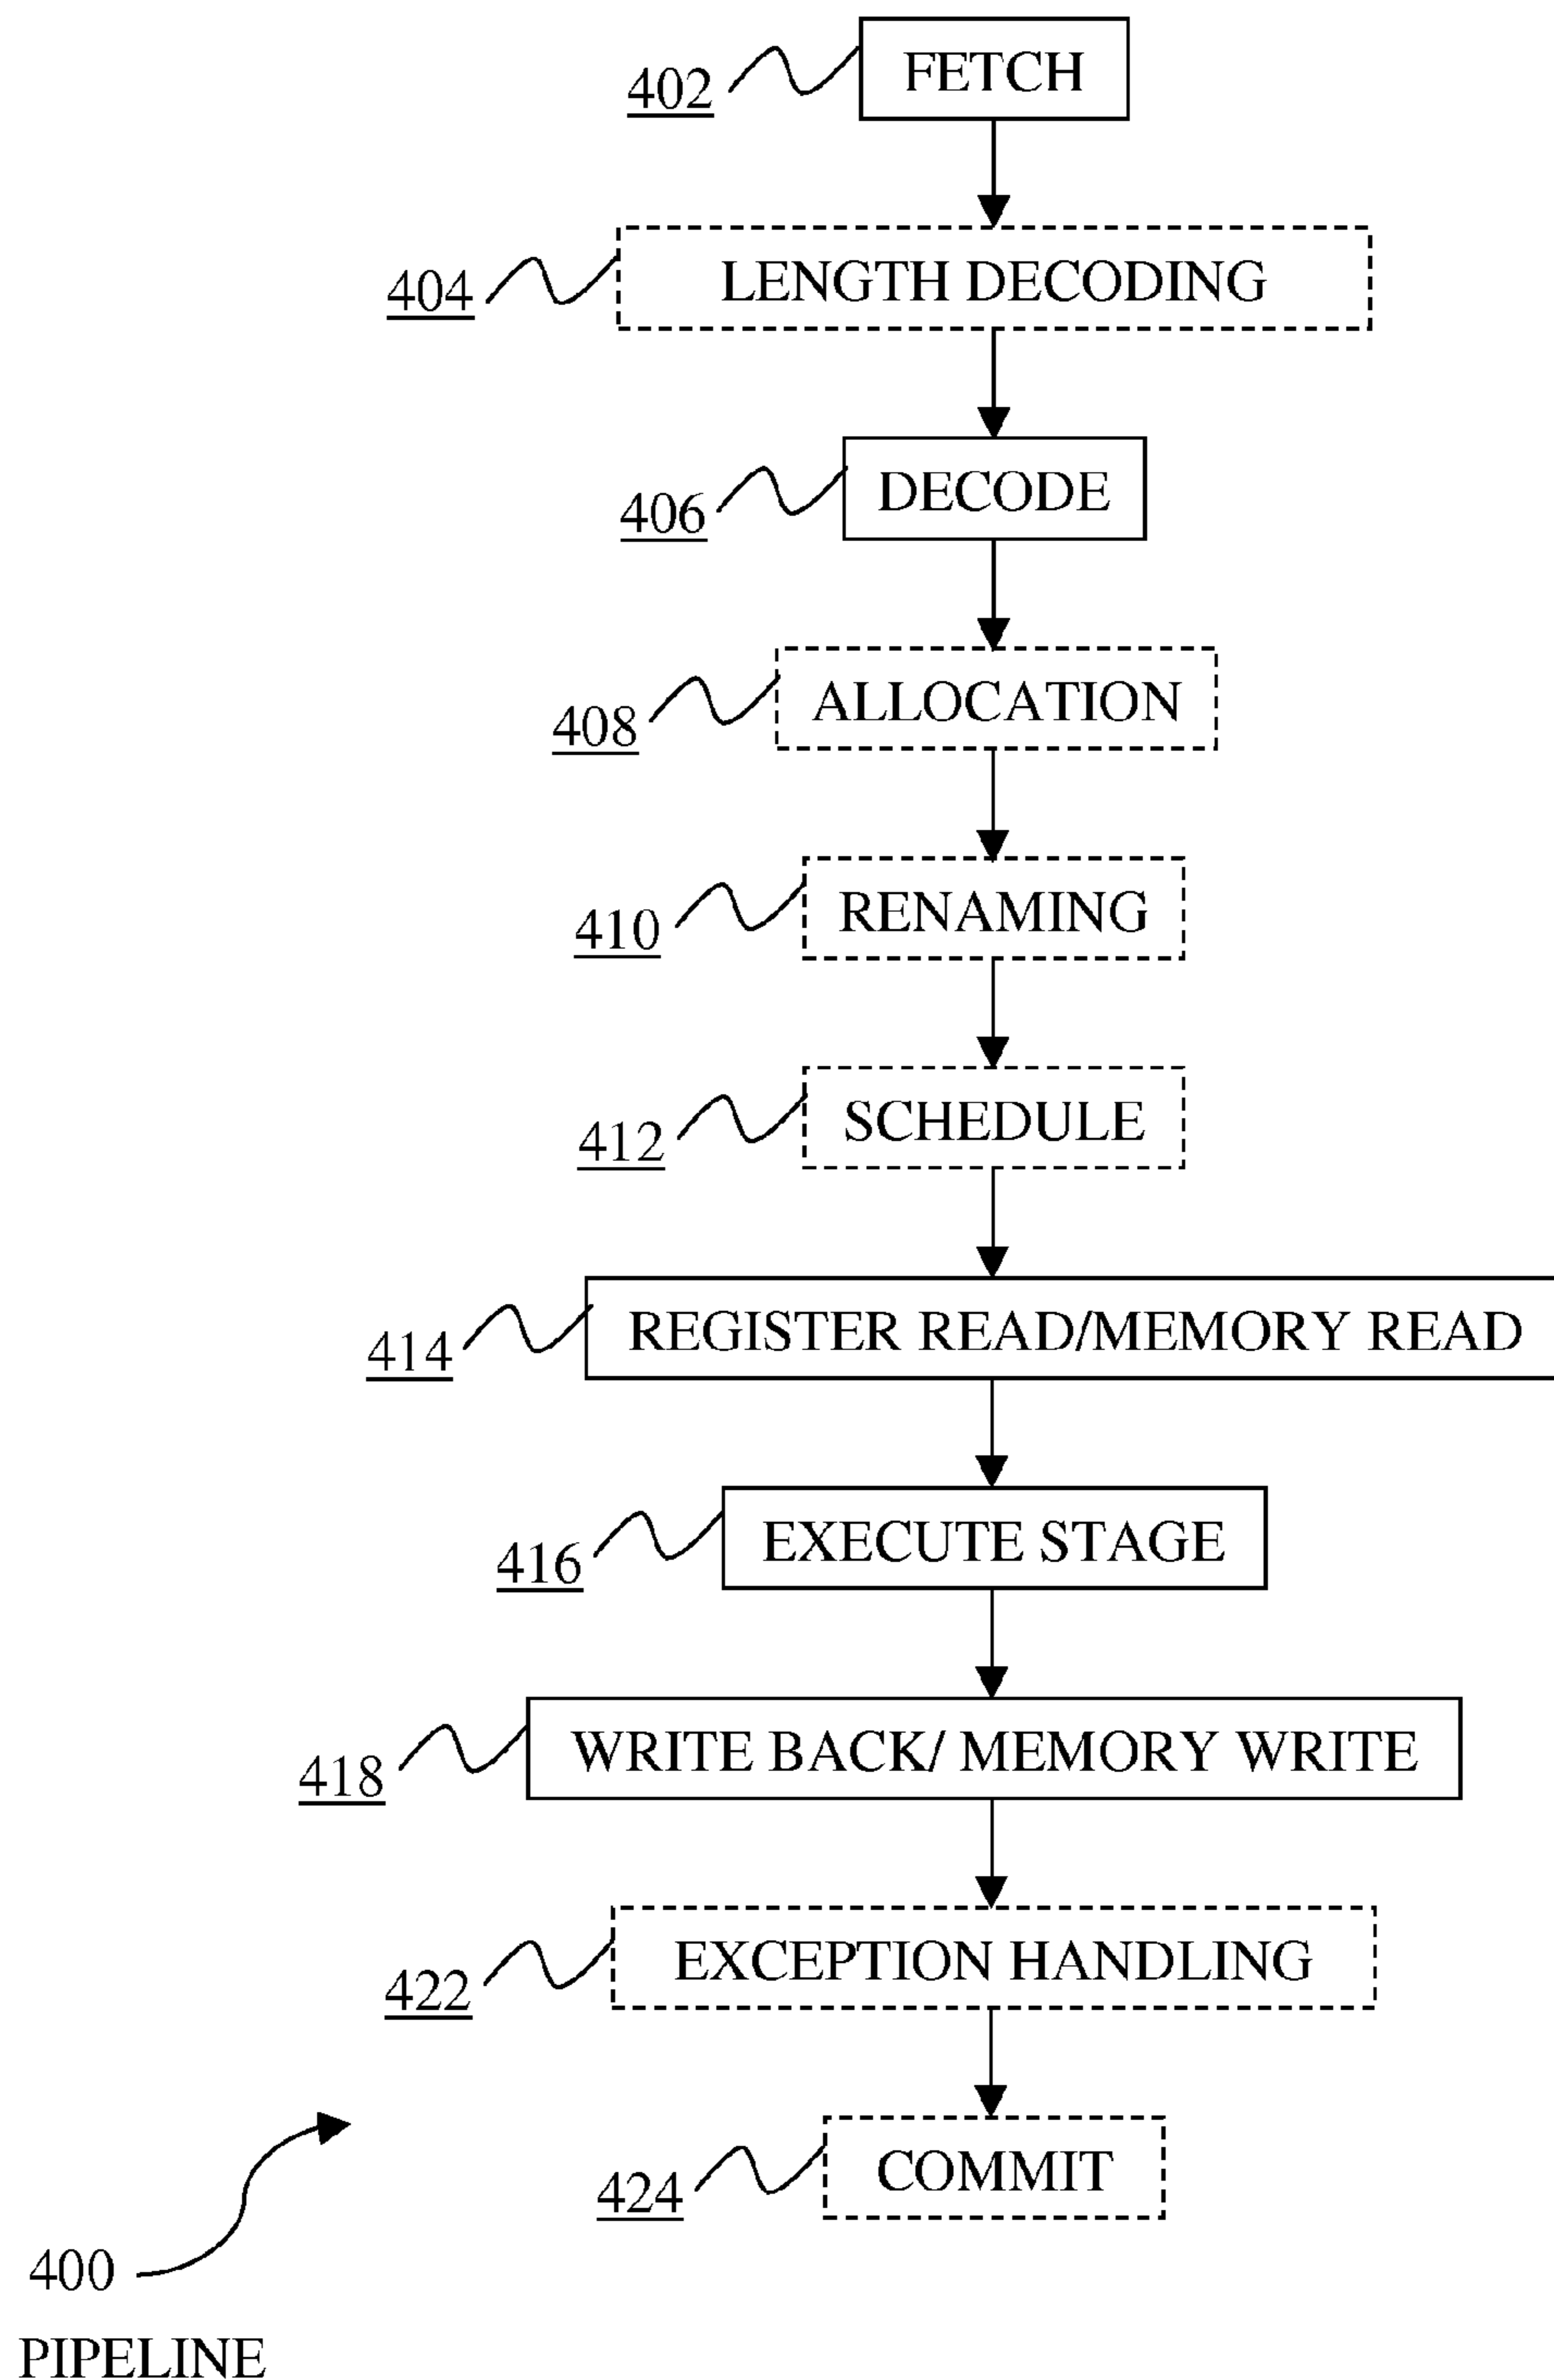 FETCH
402
LENGTH DECODING
404
DECODE
406
ALLOCATION
408
RENAMING
410
SCHEDULE
412
REGISTER READ/MEMORY READ
414
EXECUTE STAGE
416
WRITE BACK/ MEMORY WRITE
418
EXCEPTION HANDLING
422
COMMIT
424
400
PIPELINE